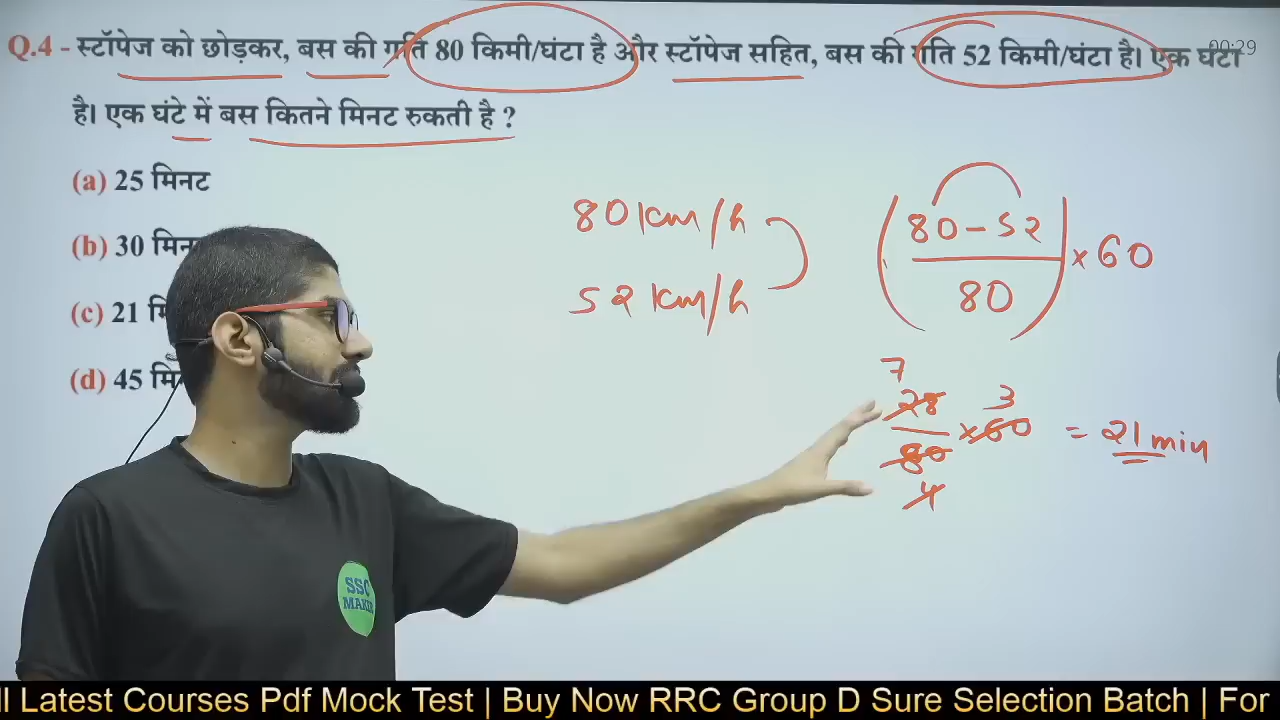 Q.4 - स्टॉपेज को छोड़कर, बस की गति 80 किमी/घंटा है और स्टॉपेज सहित, बस की गति 52 किमी/घंटा है। एक घंटा
00:29
है। एक घंटे में बस कितने मिनट रुकती है ?
(a) 25 मिनट
(b) 30 मिन
(c) 21 मि
(d) 45 मि
80 km/h
52 km/h
(80-52
80) × 60
7
28 3
80 × 60 = 21 min
4
SSC
MAKER
ll Latest Courses Pdf Mock Test | Buy Now RRC Group D Sure Selection Batch | For